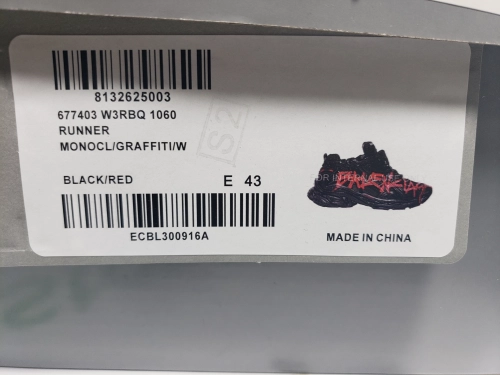 8132625003
677403 W3RBQ 1060
RUNNER
MONOCL/GRAFFITI/W
BLACK/RED E 43
ECBL300916A
MADE IN CHINA